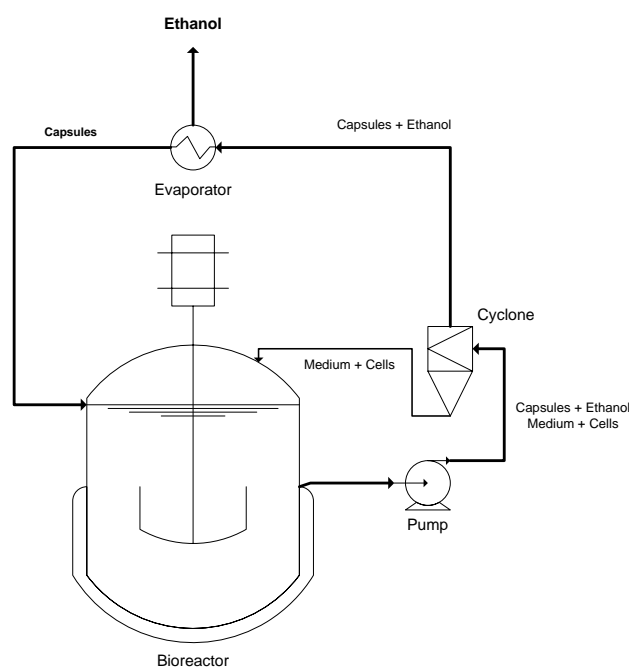 Ethanol
Capsules
Capsules + Ethanol
Evaporator
Cyclone
Medium + Cells
Capsules + Ethanol
Medium + Cells
Pump
Bioreactor